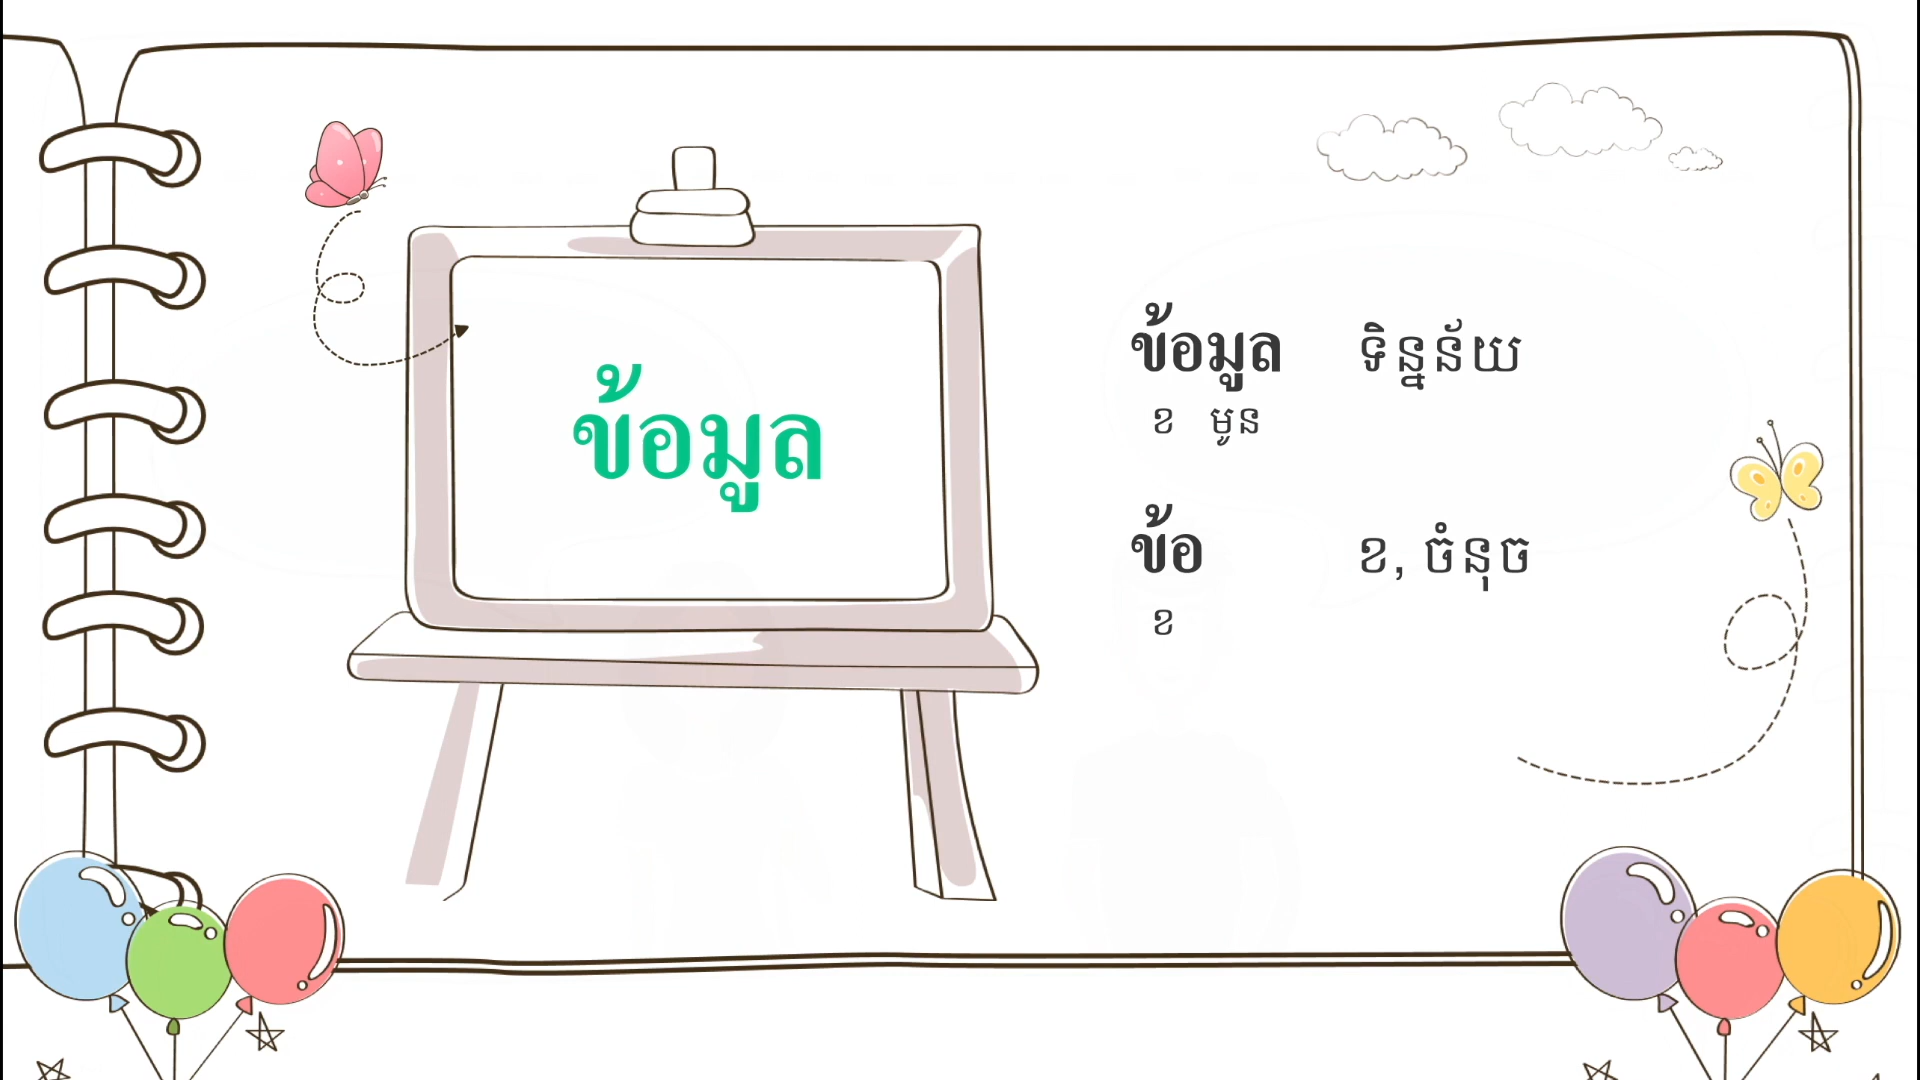 ข้อมูล
ข้อมูล ទិន្នន័យ
ខ មូន
ข้อ ខ, ចំនុច
ខ